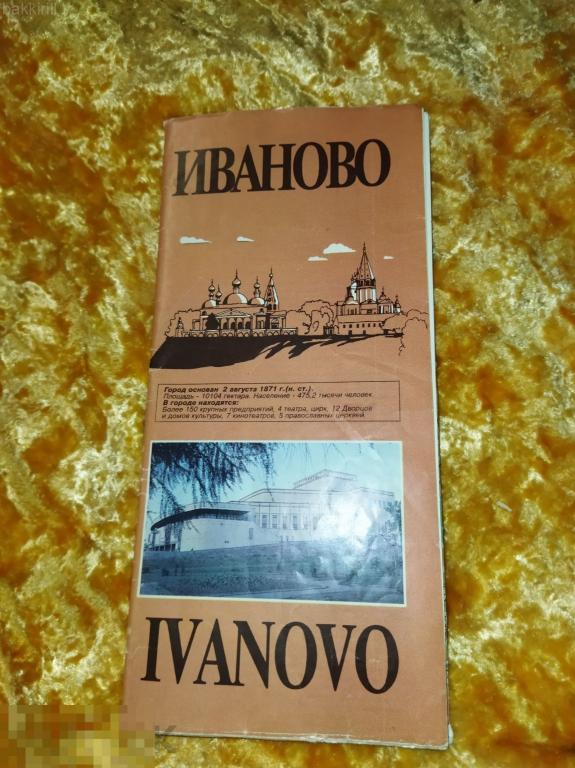 bakkirill
ИВАНОВО
Город основан 2 августа 1871 г.(н. ст.).
Площадь - 10104 гектара. Население - 475,2 тысячи человек.
В городе находятся:
Более 150 крупных предприятий, 4 театра, цирк, 12 Дворцов
и домов культуры, 7 кинотеатров, 5 православных церквей.
IVANOVO